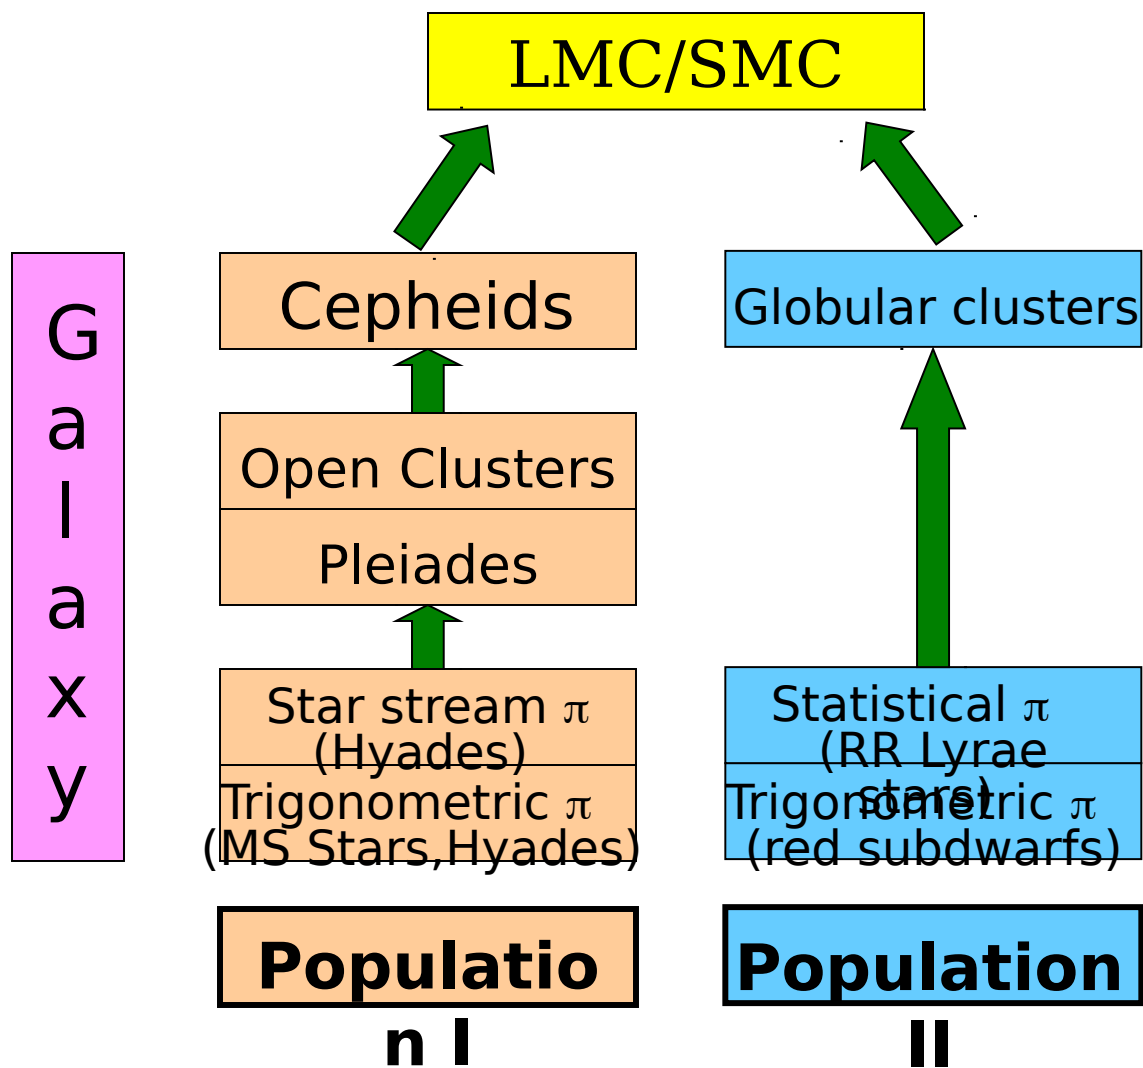 LMC/SMC
G
a
l
a
x
y
Cepheids
Open Clusters
Pleiades
Star stream π
(Hyades)
Trigonometric π
(MS Stars,Hyades)
Populatio
n I
Globular clusters
Statistical π
(RR Lyrae
stars)
Trigonometric π
(red subdwarfs)
Population
II